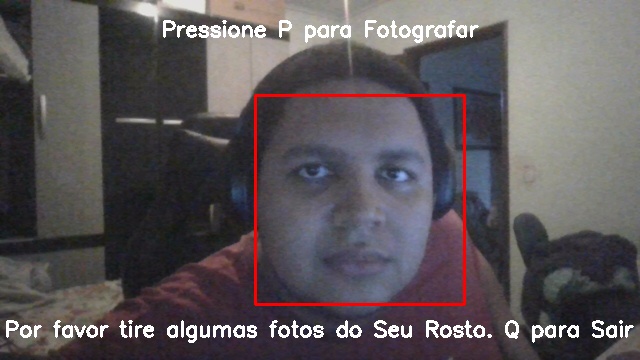 Pressione P para Fotografar
Por favor tire algumas fotos do Seu Rosto. Q para Sair